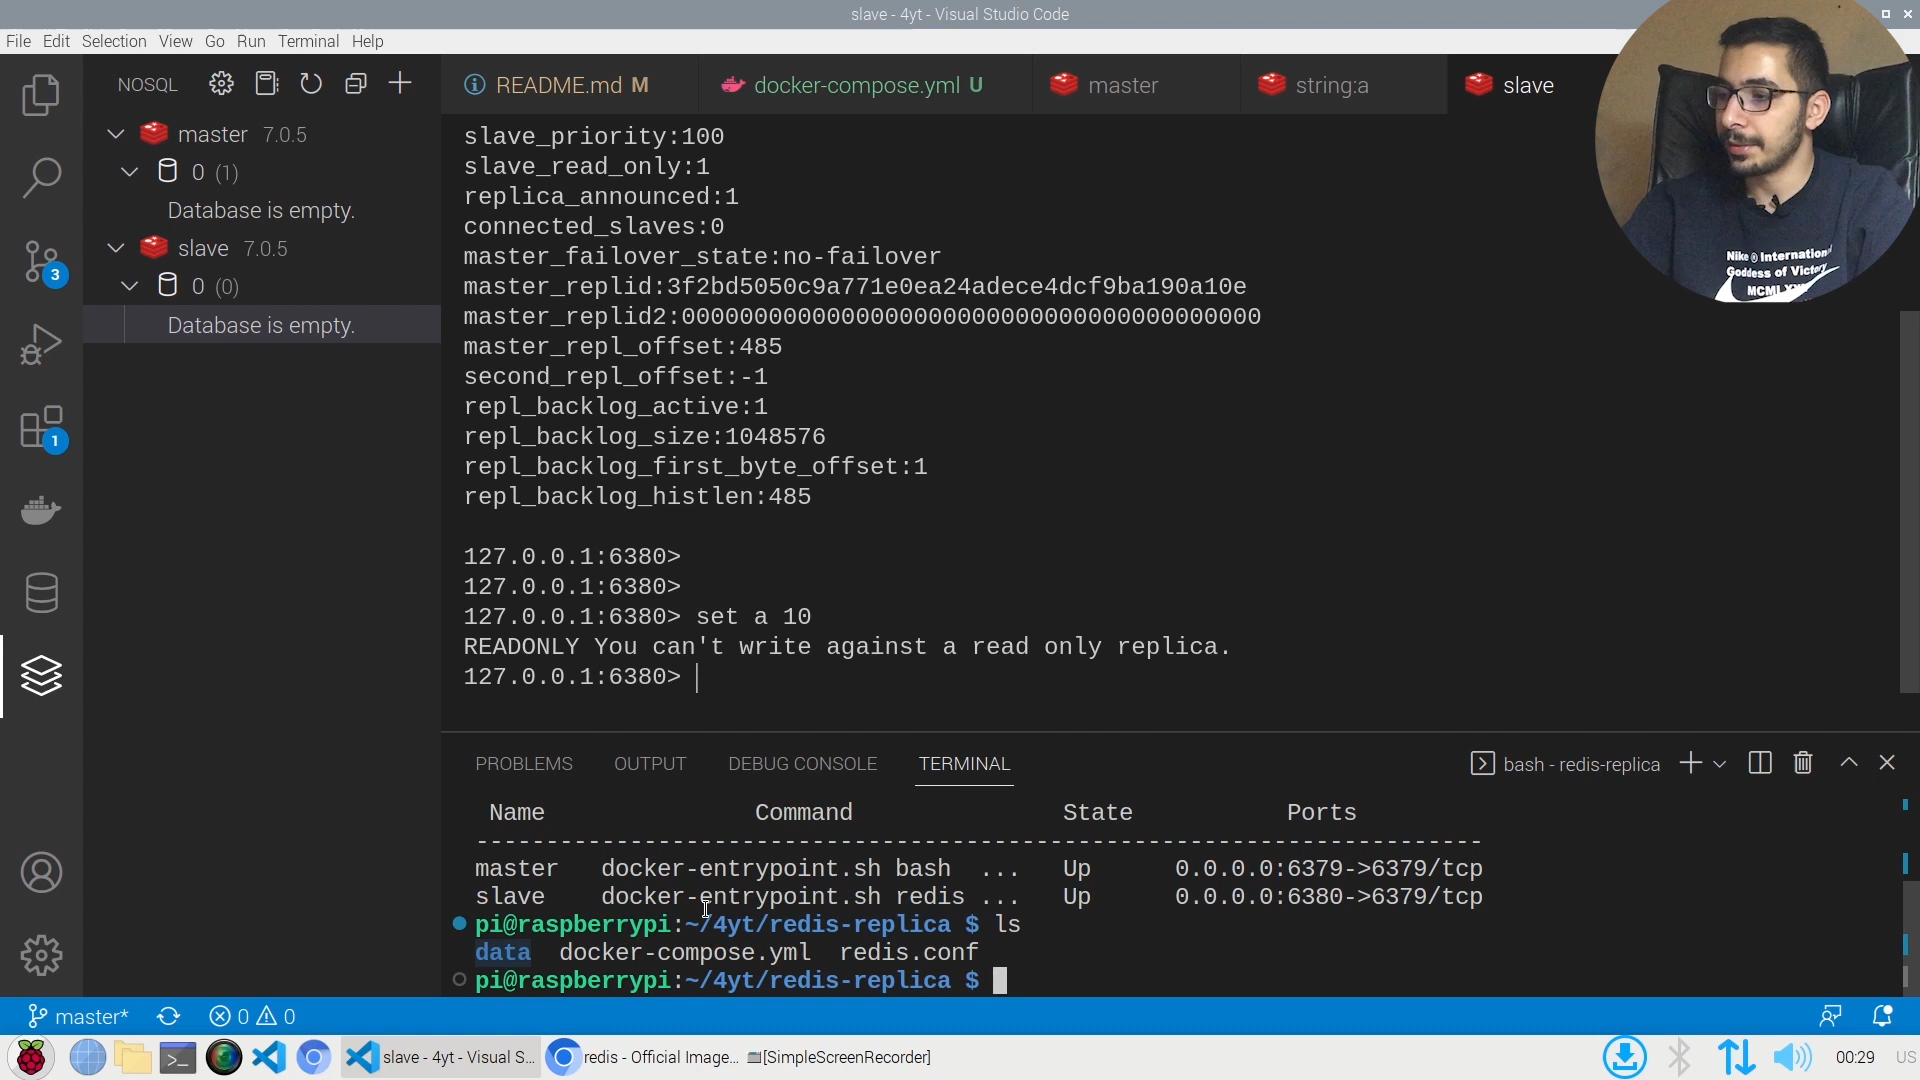 slave - 4yt - Visual Studio Code
File Edit Selection View Go Run Terminal Help
NOSQL
README.md M
docker-compose.yml U
master
string:a
slave
master 7.0.5
0 (1)
Database is empty.
slave 7.0.5
0 (0)
Database is empty.
3
1
slave_priority:100
slave_read_only:1
replica_announced:1
connected_slaves:0
master_failover_state:no-failover
master_replid:3f2bd5050c9a771e0ea24adece4dcf9ba190a10e
master_replid2:0000000000000000000000000000000000000000
master_repl_offset:485
second_repl_offset:-1
repl_backlog_active:1
repl_backlog_size:1048576
repl_backlog_first_byte_offset:1
repl_backlog_histlen:485
127.0.0.1:6380>
127.0.0.1:6380>
127.0.0.1:6380> set a 10
READONLY You can't write against a read only replica.
127.0.0.1:6380>
Nike ® International
Goddess of Victory
PROBLEMS OUTPUT DEBUG CONSOLE TERMINAL
bash - redis-replica
Name Command State Ports
--------------------------------------------------------------------------------
master docker-entrypoint.sh bash ... Up 0.0.0.0:6379->6379/tcp
slave docker-entrypoint.sh redis ... Up 0.0.0.0:6380->6379/tcp
pi@raspberrypi:~/4yt/redis-replica $ ls
data docker-compose.yml redis.conf
pi@raspberrypi:~/4yt/redis-replica $
master* 0 0
slave - 4yt - Visual S... redis - Official Image... [SimpleScreenRecorder] 00:29 US